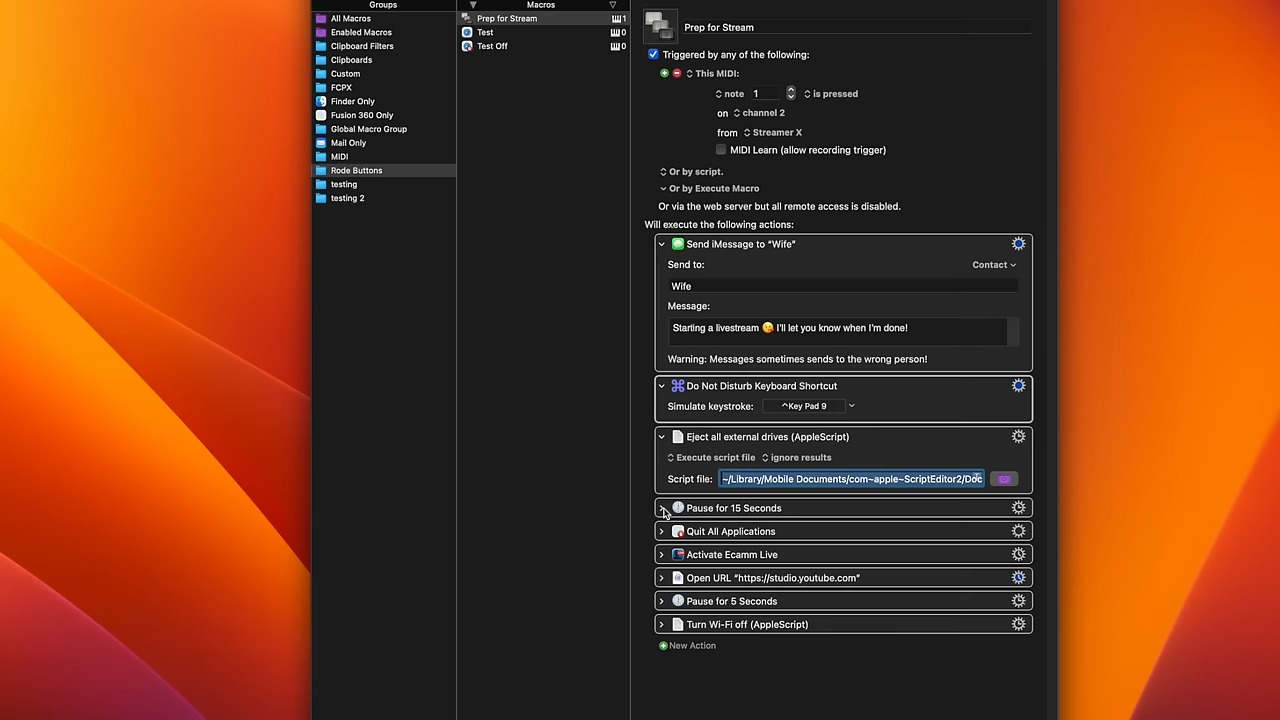 Groups
All Macros
Enabled Macros
Clipboard Filters
Clipboards
Custom
FCPX
Finder Only
Fusion 360 Only
Global Macro Group
Mail Only
MIDI
Rode Buttons
testing
testing 2
Macros
Prep for Stream 1
Test 0
Test Off 0
Prep for Stream
Triggered by any of the following:
This MIDI:
note 1 is pressed
on channel 2
from Streamer X
MIDI Learn (allow recording trigger)
Or by script.
Or by Execute Macro
Or via the web server but all remote access is disabled.
Will execute the following actions:
Send iMessage to “Wife”
Send to: Contact
Wife
Message:
Starting a livestream 😘 I'll let you know when I'm done!
Warning: Messages sometimes sends to the wrong person!
Do Not Disturb Keyboard Shortcut
Simulate keystroke: ^Key Pad 9
Eject all external drives (AppleScript)
Execute script file ignore results
Script file: ~/Library/Mobile Documents/com~apple~ScriptEditor2/Doc
Pause for 15 Seconds
Quit All Applications
Activate Ecamm Live
Open URL “https://studio.youtube.com”
Pause for 5 Seconds
Turn Wi-Fi off (AppleScript)
New Action